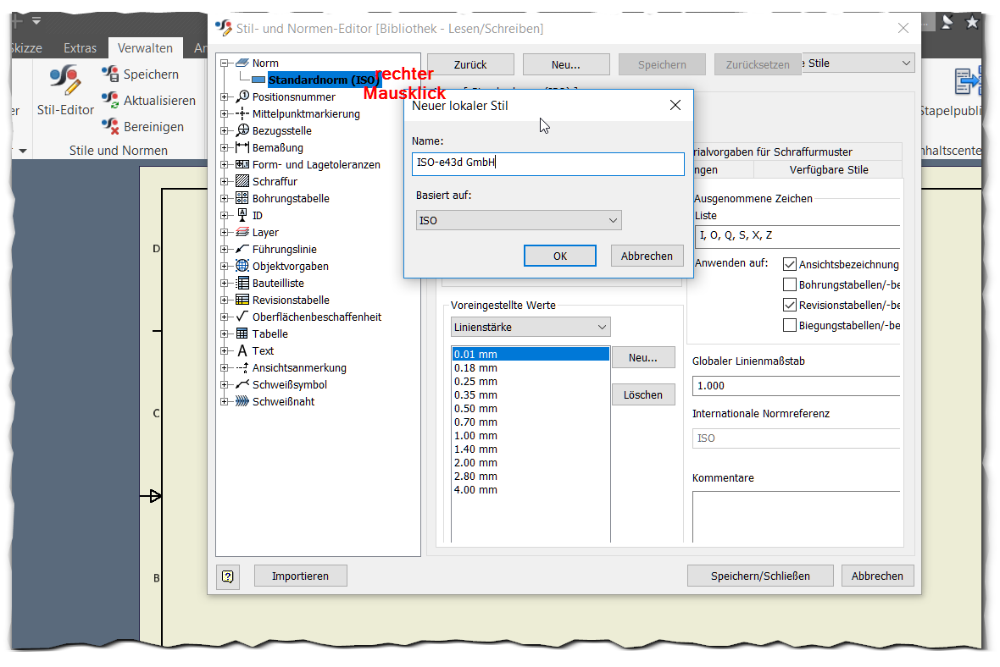 Stil- und Normen-Editor [Bibliothek - Lesen/Schreiben]
Skizze Extras Verwalten
Speichern
Stil-Editor Aktualisieren
Bereinigen
Stile und Normen
Norm
Standardnorm (ISO)
Positionsnummer
Mittelpunktmarkierung
Bezugsstelle
Bemaßung
Form- und Lagetoleranzen
Schraffur
Bohrungstabelle
ID
Layer
Führungslinie
Objektvorgaben
Bauteilliste
Revisionstabelle
Oberflächenbeschaffenheit
Tabelle
Text
Ansichtsanmerkung
Schweißsymbol
Schweißnaht
rechter
Mausklick
Zurück Neu... Speichern Zurücksetzen Stile
Neuer lokaler Stil
Name:
ISO-e43d GmbH
Basiert auf:
ISO
OK Abbrechen
rialvorgaben für Schraffurmuster
ngen Verfügbare Stile
Ausgenommene Zeichen
Liste
I, O, Q, S, X, Z
Anwenden auf: Ansichtsbezeichnung
Bohrungstabellen/-be
Revisionstabellen/-be
Biegungstabellen/-be
Voreingestellte Werte
Linienstärke
0.01 mm
0.18 mm
0.25 mm
0.35 mm
0.50 mm
0.70 mm
1.00 mm
1.40 mm
2.00 mm
2.80 mm
4.00 mm
Neu...
Löschen
Globaler Linienmaßstab
1.000
Internationale Normreferenz
ISO
Kommentare
Importieren Speichern/Schließen Abbrechen
Stapelpubli
nhaltscente
D
C
B